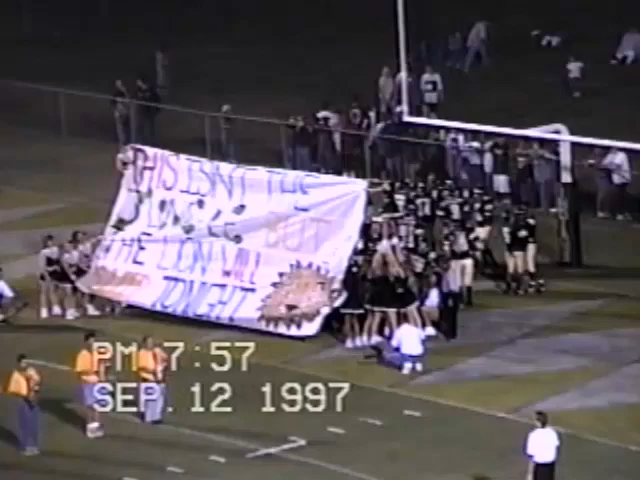 THIS ISN'T THE
JUNGLE BUT
THE LION WILL
TONIGHT
PM 7:57
SEP. 12 1997